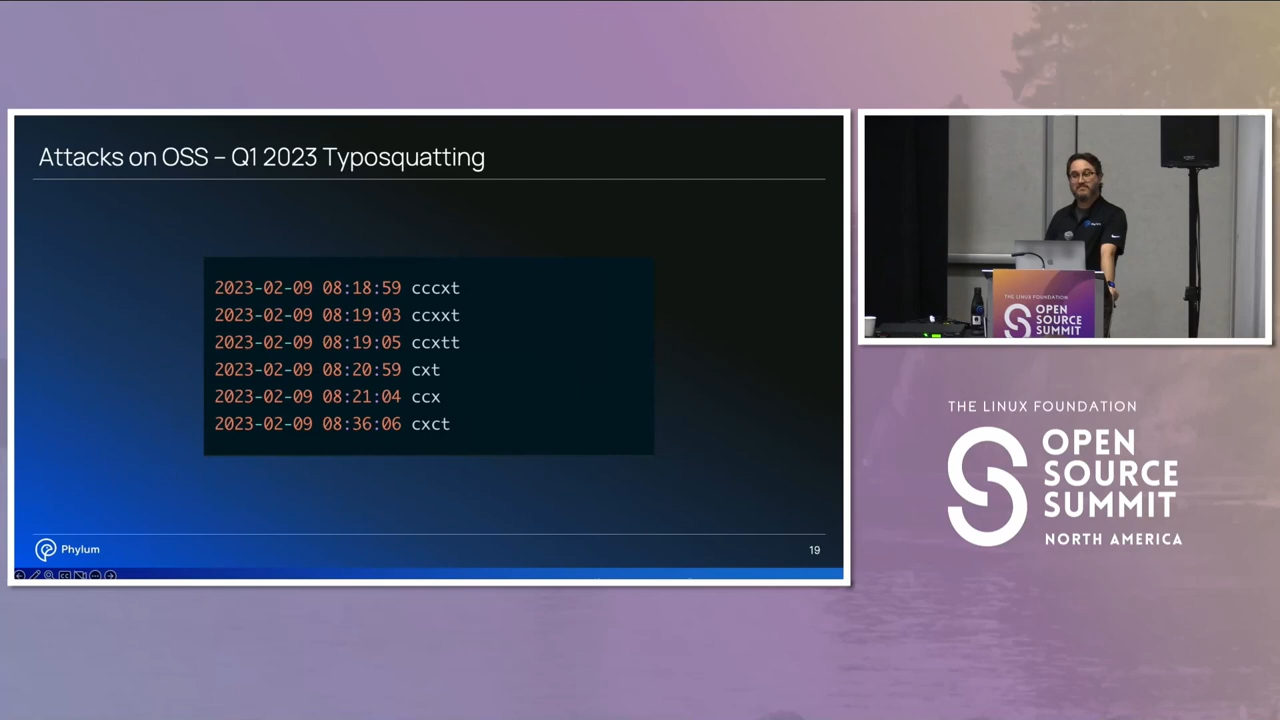 Attacks on OSS – Q1 2023 Typosquatting
2023-02-09 08:18:59 cccxt
2023-02-09 08:19:03 ccxxt
2023-02-09 08:19:05 ccxtt
2023-02-09 08:20:59 cxt
2023-02-09 08:21:04 ccx
2023-02-09 08:36:06 cxct
Phylum
19
THE LINUX FOUNDATION
OPEN
SOURCE
SUMMIT
THE LINUX FOUNDATION
OPEN
SOURCE
SUMMIT
NORTH AMERICA